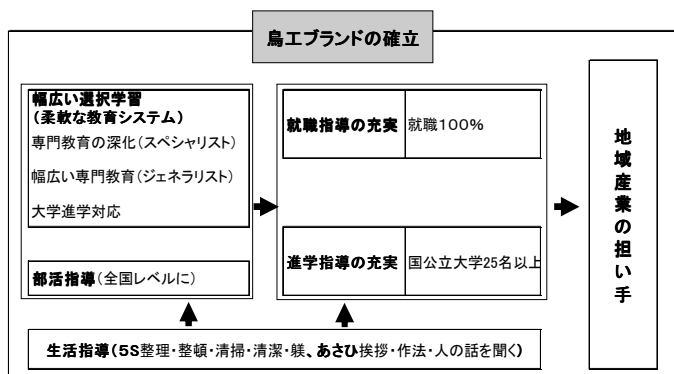 鳥工ブランドの確立
幅広い選択学習
(柔軟な教育システム)
専門教育の深化(スペシャリスト)
幅広い専門教育(ジェネラリスト)
大学進学対応
部活指導(全国レベルに)
就職指導の充実 就職100%
進学指導の充実 国公立大学25名以上
地域産業の担い手
生活指導(5S整理・整頓・清掃・清潔・躾、あさひ挨拶・作法・人の話を聞く)